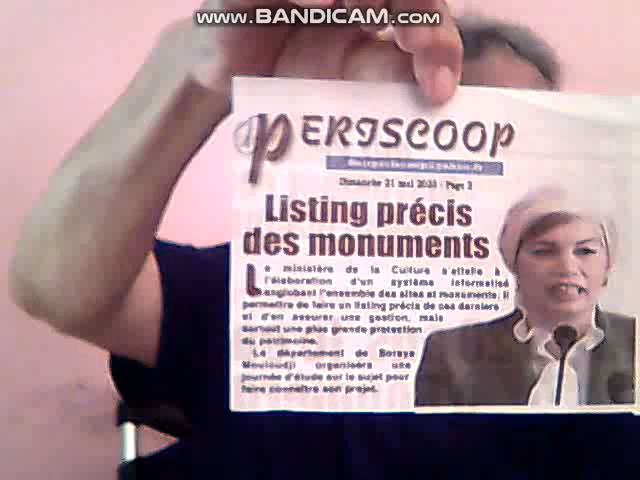 www.BANDICAM.com
PERISCOOP
Dimanche 21 mai 2023 - Page 2
Listing précis
des monuments
Le ministère de la Culture s'attelle à
l'élaboration d'un système informatisé
englobant l'ensemble des sites et monuments. Il
permettra de faire un listing précis de ces derniers
et d'en assurer une gestion, mais
surtout une plus grande protection
du patrimoine.
Le département de Soraya
Mouloudji organisera une
journée d'étude sur le sujet pour
faire connaître son projet.